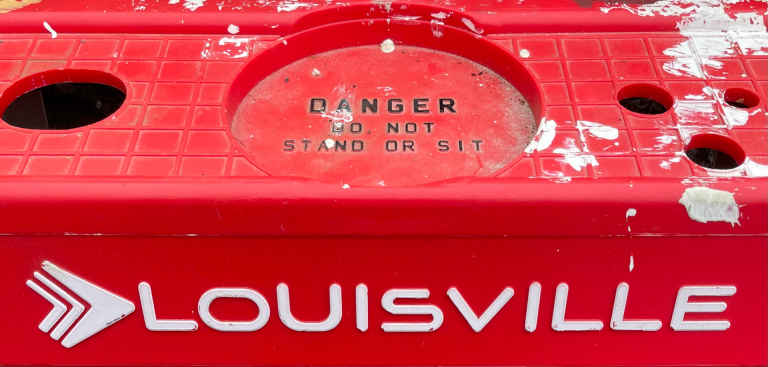 DANGER
DO NOT
STAND OR SIT
LOUISVILLE